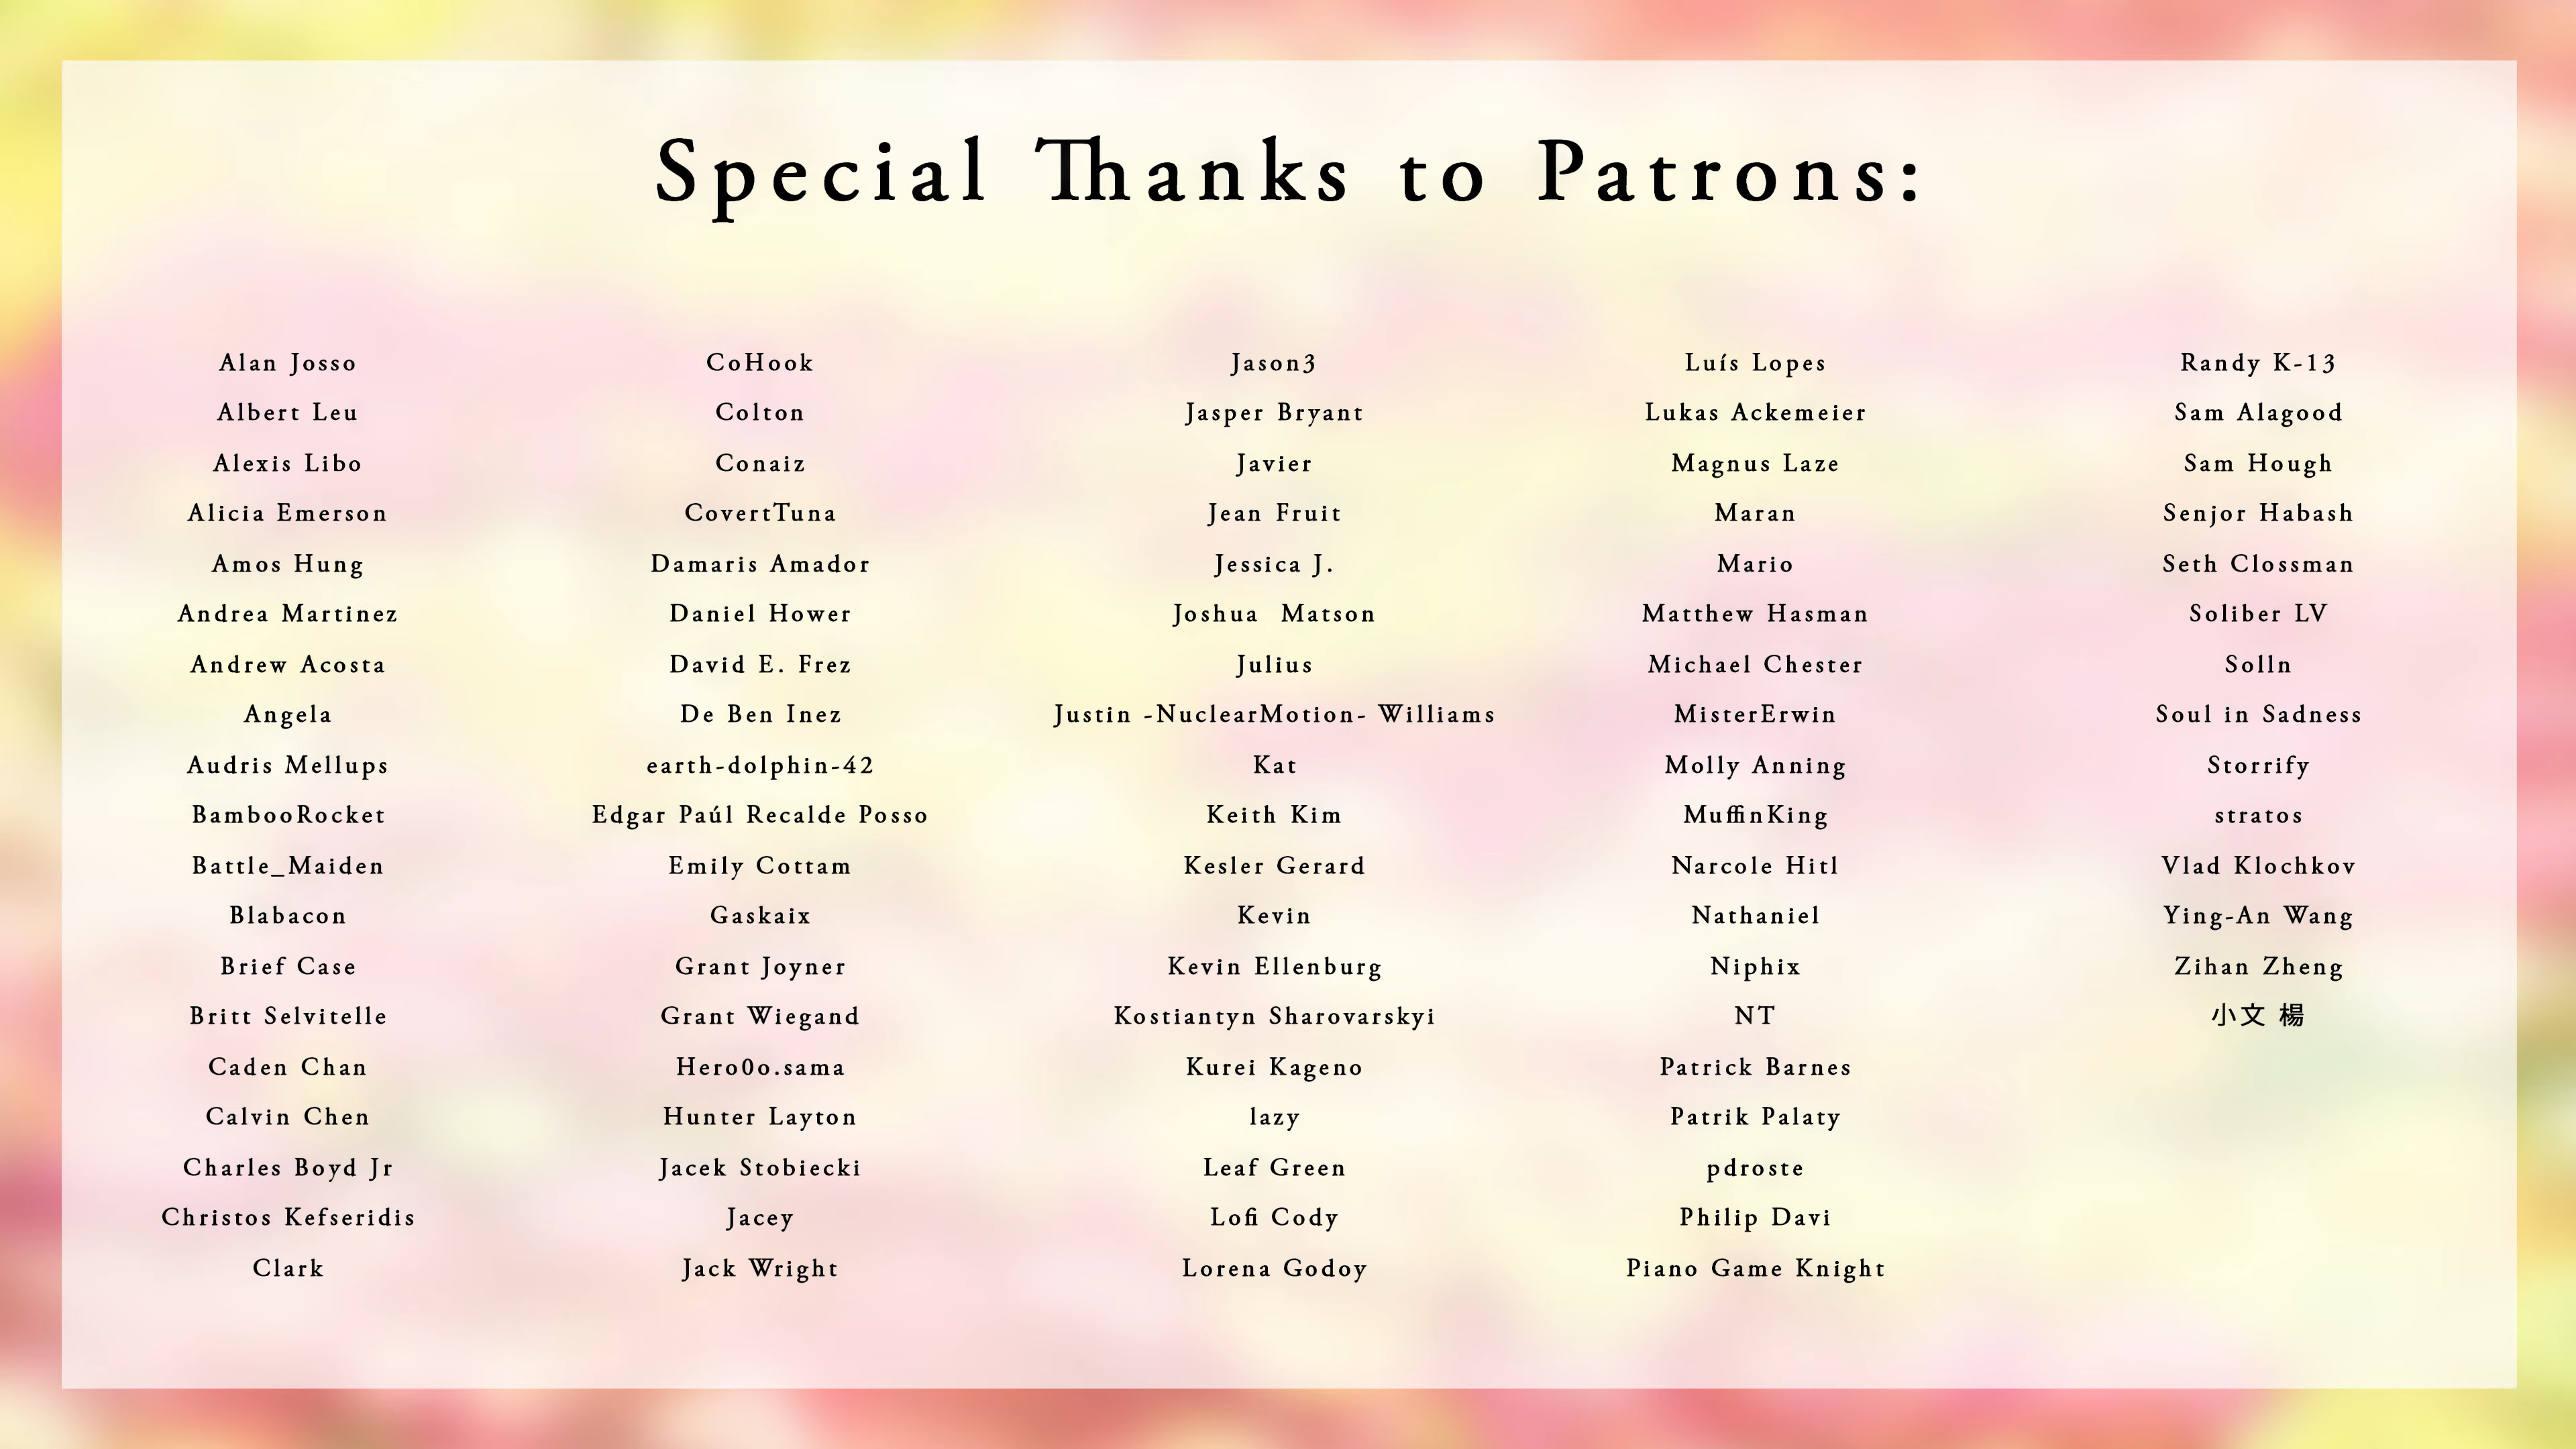 Special Thanks to Patrons:
Alan Josso
Albert Leu
Alexis Libo
Alicia Emerson
Amos Hung
Andrea Martinez
Andrew Acosta
Angela
Audris Mellups
BambooRocket
Battle_Maiden
Blabacon
Brief Case
Britt Selvitelle
Caden Chan
Calvin Chen
Charles Boyd Jr
Christos Kefseridis
Clark
CoHook
Colton
Conaiz
CovertTuna
Damaris Amador
Daniel Hower
David E. Frez
De Ben Inez
earth-dolphin-42
Edgar Paúl Recalde Posso
Emily Cottam
Gaskaix
Grant Joyner
Grant Wiegand
Hero0o.sama
Hunter Layton
Jacek Stobiecki
Jacey
Jack Wright
Jason3
Jasper Bryant
Javier
Jean Fruit
Jessica J.
Joshua  Matson
Julius
Justin -NuclearMotion- Williams
Kat
Keith Kim
Kesler Gerard
Kevin
Kevin Ellenburg
Kostiantyn Sharovarskyi
Kurei Kageno
lazy
Leaf Green
Lofi Cody
Lorena Godoy
Luís Lopes
Lukas Ackemeier
Magnus Laze
Maran
Mario
Matthew Hasman
Michael Chester
MisterErwin
Molly Anning
MuffinKing
Narcole Hitl
Nathaniel
Niphix
NT
Patrick Barnes
Patrik Palaty
pdroste
Philip Davi
Piano Game Knight
Randy K-13
Sam Alagood
Sam Hough
Senjor Habash
Seth Clossman
Soliber LV
Solln
Soul in Sadness
Storrify
stratos
Vlad Klochkov
Ying-An Wang
Zihan Zheng
小文 楊